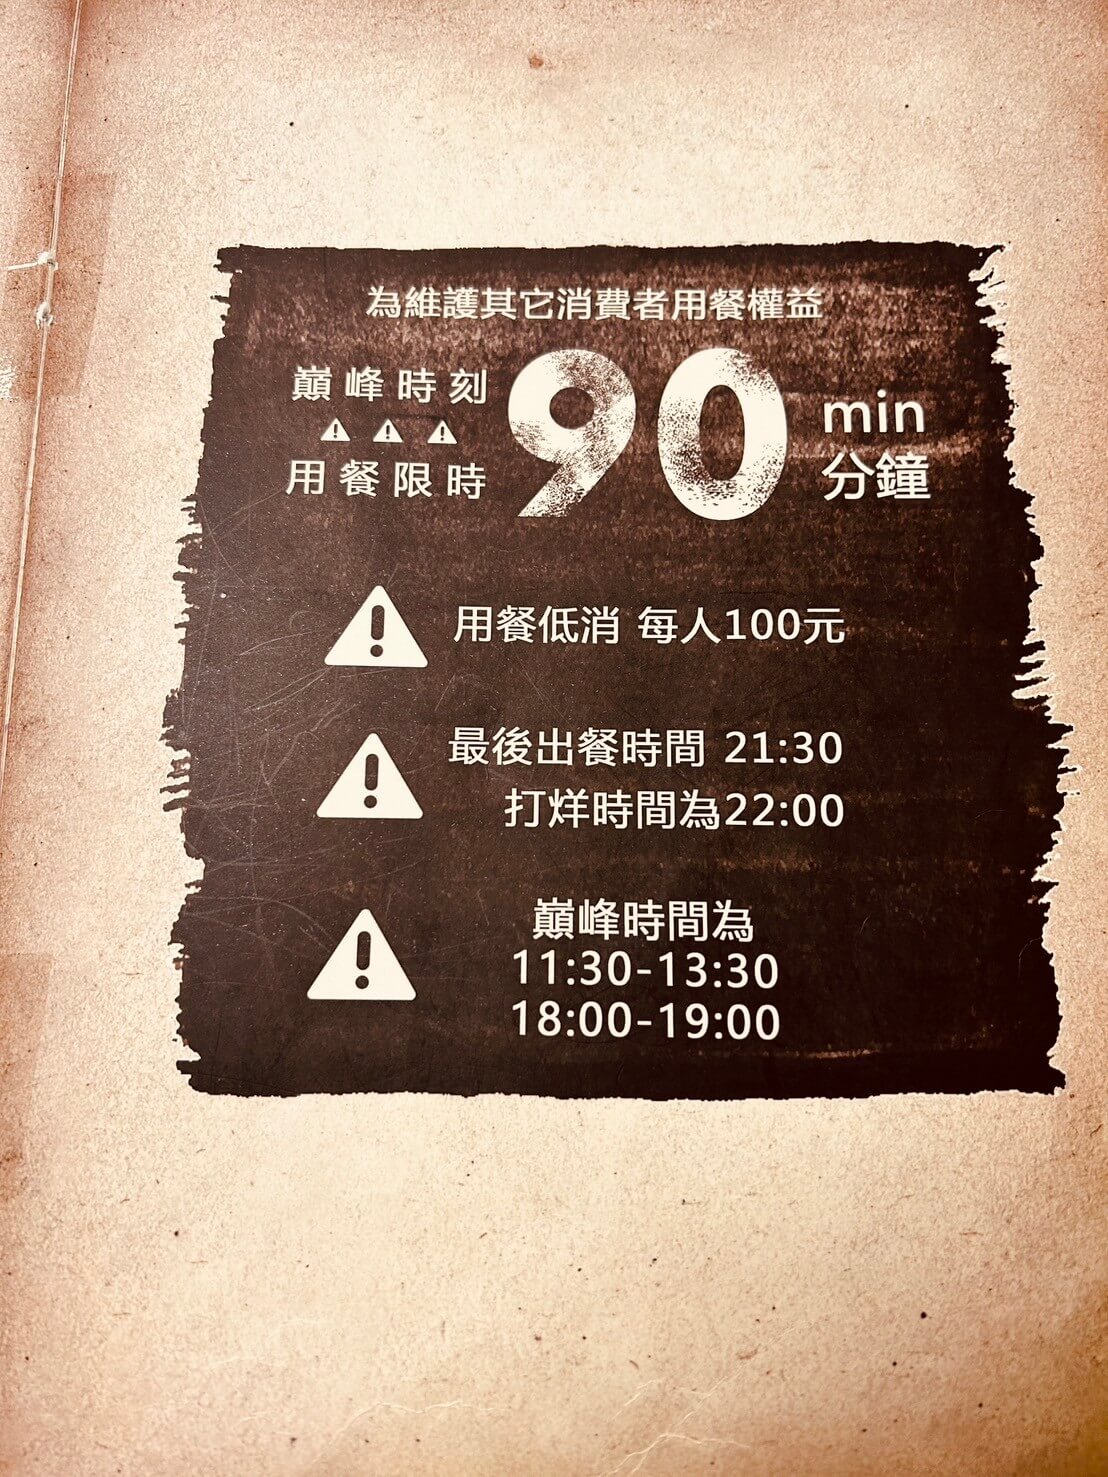 為維護其它消費者用餐權益
巔峰時刻
用餐限時
90
min
分鐘
用餐低消 每人100元
最後出餐時間 21:30
打烊時間為22:00
巔峰時間為
11:30-13:30
18:00-19:00